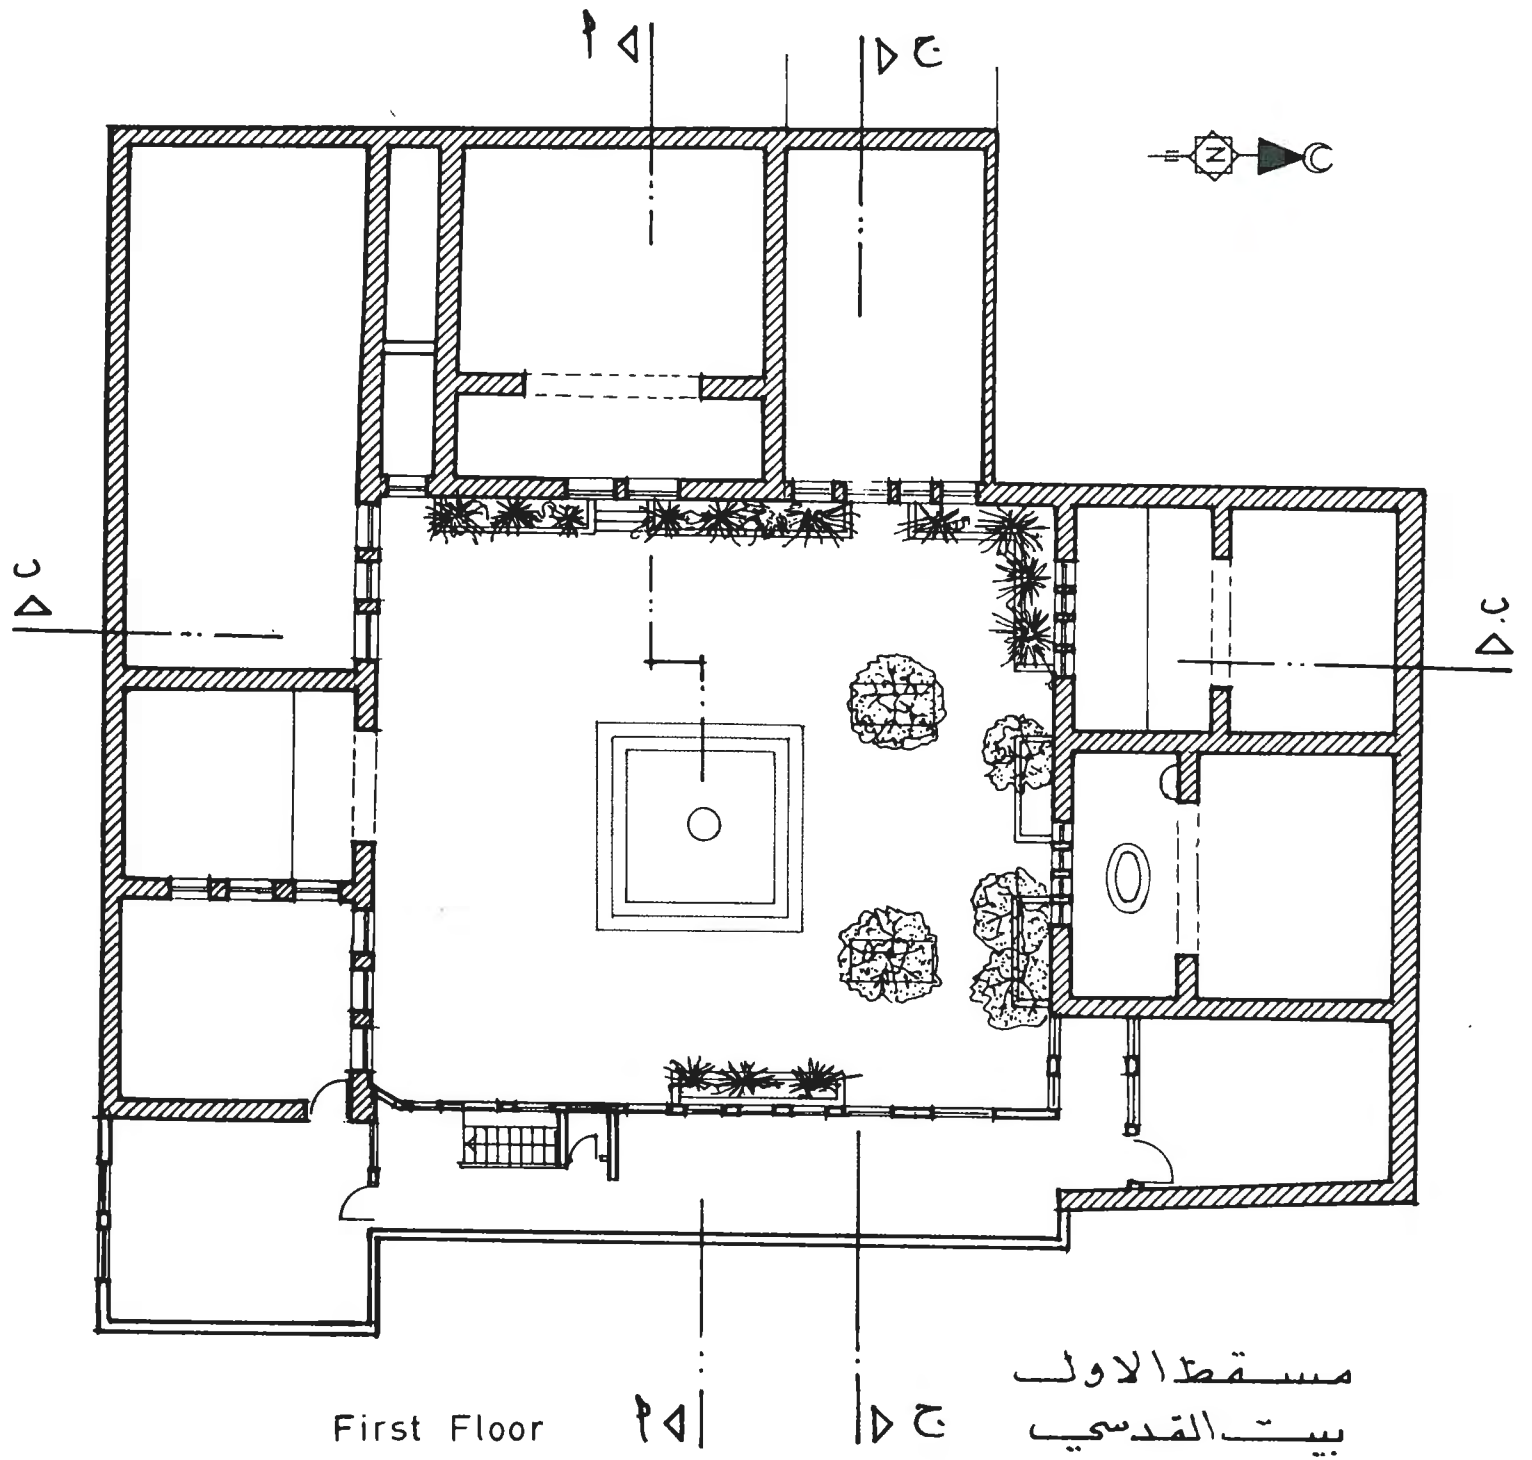 م ج
N
c
c.
مسقط الاول
بيت القدسي
First Floor
م ج